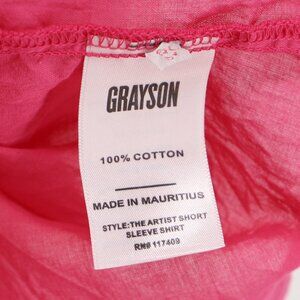 GRAYSON
100% COTTON
MADE IN MAURITIUS
STYLE:THE ARTIST SHORT
SLEEVE SHIRT
RN# 117409